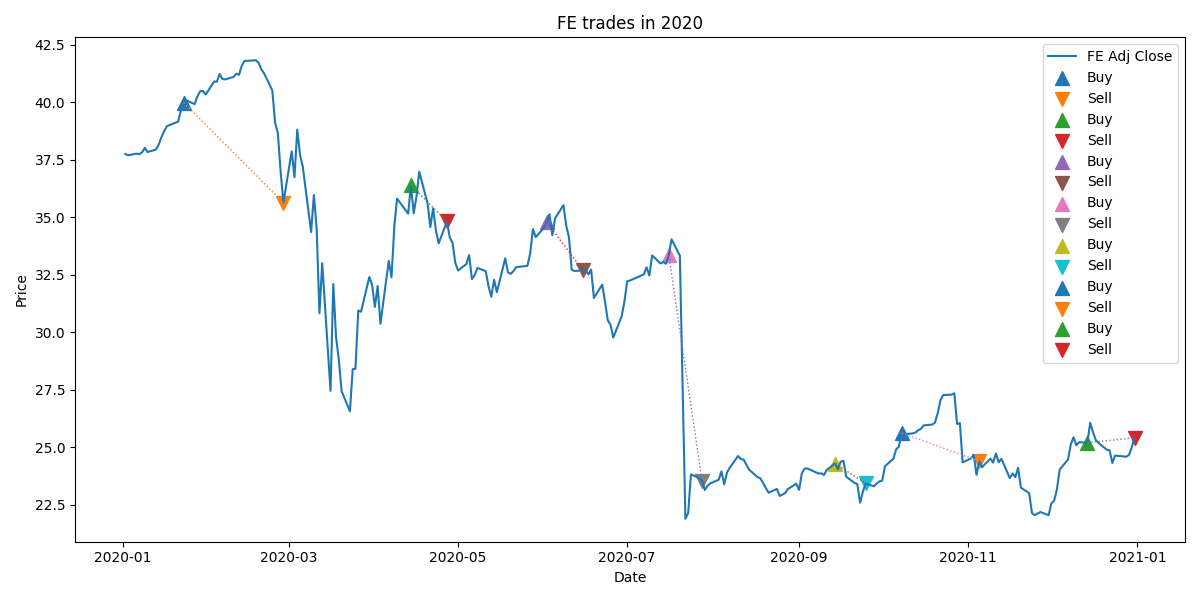 FE trades in 2020
42.5
40.0
37.5
35.0
32.5
30.0
27.5
25.0
22.5
Price
2020-01
2020-03
2020-05
2020-07
2020-09
2020-11
2021-01
Date
FE Adj Close
Buy
Sell
Buy
Sell
Buy
Sell
Buy
Sell
Buy
Sell
Buy
Sell
Buy
Sell